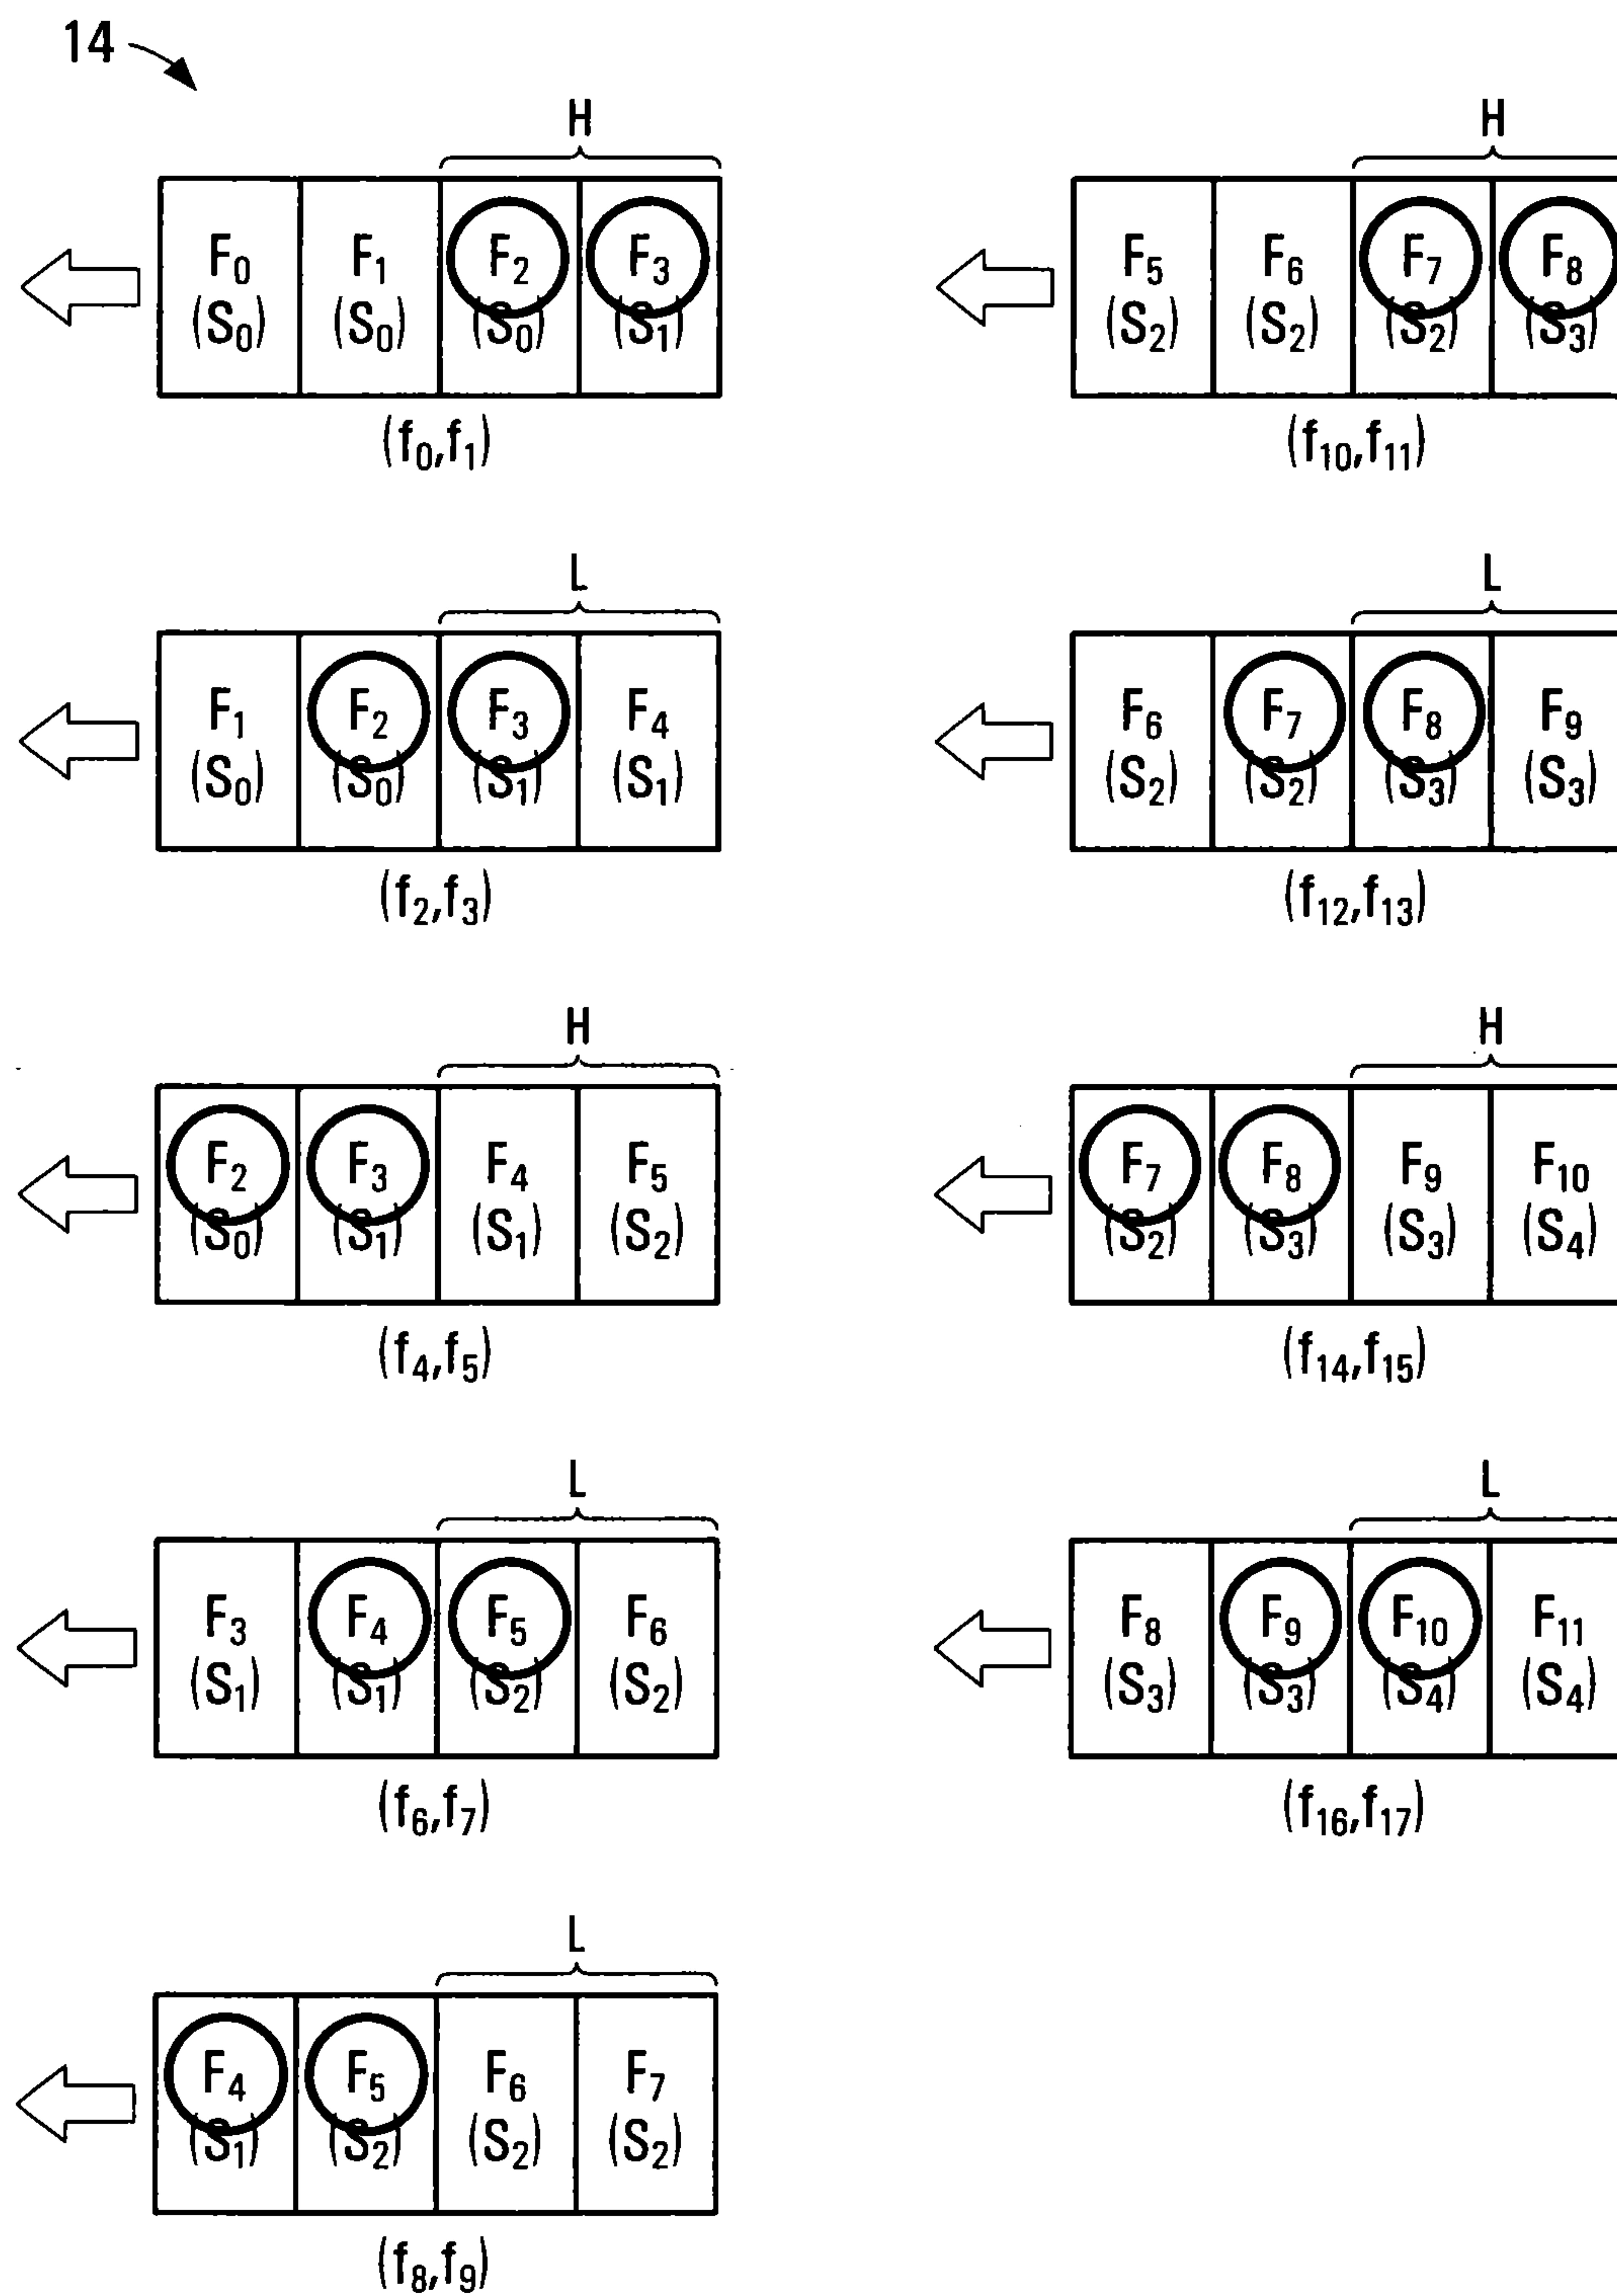 14
H
F₀ F₁ F₂ F₃
(S₀) (S₀) (S₀) (S₁)
(f₀,f₁)
L
F₁ F₂ F₃ F₄
(S₀) (S₀) (S₁) (S₁)
(f₂,f₃)
H
F₂ F₃ F₄ F₅
(S₀) (S₁) (S₁) (S₂)
(f₄,f₅)
L
F₃ F₄ F₅ F₆
(S₁) (S₁) (S₂) (S₂)
(f₆,f₇)
L
F₄ F₅ F₆ F₇
(S₁) (S₂) (S₂) (S₂)
(f₈,f₉)
H
F₅ F₆ F₇ F₈
(S₂) (S₂) (S₂) (S₃)
(f₁₀,f₁₁)
L
F₆ F₇ F₈ F₉
(S₂) (S₂) (S₃) (S₃)
(f₁₂,f₁₃)
H
F₇ F₈ F₉ F₁₀
(S₂) (S₃) (S₃) (S₄)
(f₁₄,f₁₅)
L
F₈ F₉ F₁₀ F₁₁
(S₃) (S₃) (S₄) (S₄)
(f₁₆,f₁₇)